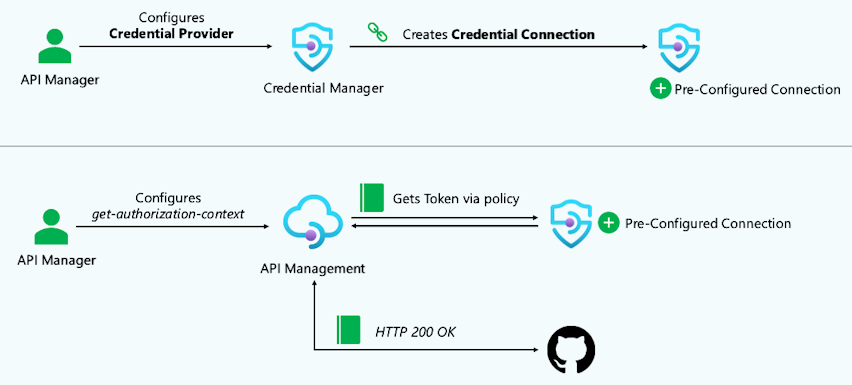 Configures
Credential Provider
Creates Credential Connection
API Manager
Credential Manager
Pre-Configured Connection
Configures
get-authorization-context
Gets Token via policy
Pre-Configured Connection
API Manager
API Management
HTTP 200 OK